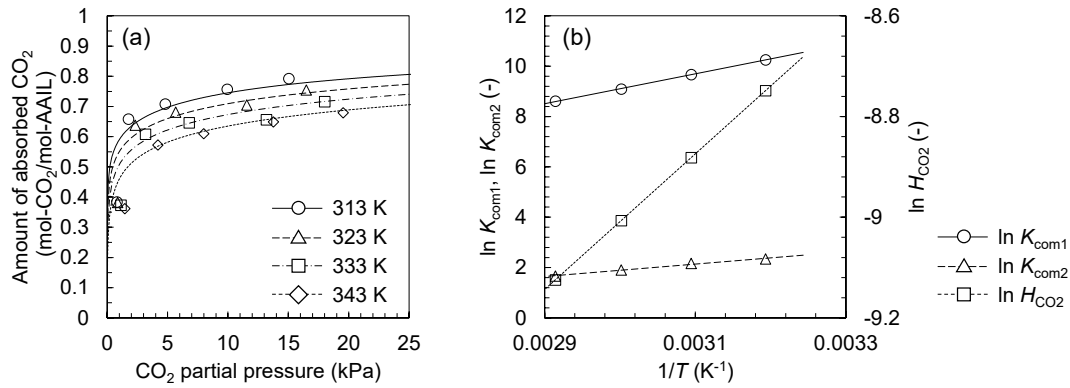 (a)
Amount of absorbed CO2
(mol-CO2/mol-AAIL)
1
0.9
0.8
0.7
0.6
0.5
0.4
0.3
0.2
0.1
0
0 5 10 15 20 25
CO2 partial pressure (kPa)
313 K
323 K
333 K
343 K
(b)
ln Kcom1, ln Kcom2 (-)
12
10
8
6
4
2
0
0.0029 0.0031 0.0033
1/T (K-1)
-8.6
-8.8
-9
-9.2
ln HCO2 (-)
ln Kcom1
ln Kcom2
ln HCO2